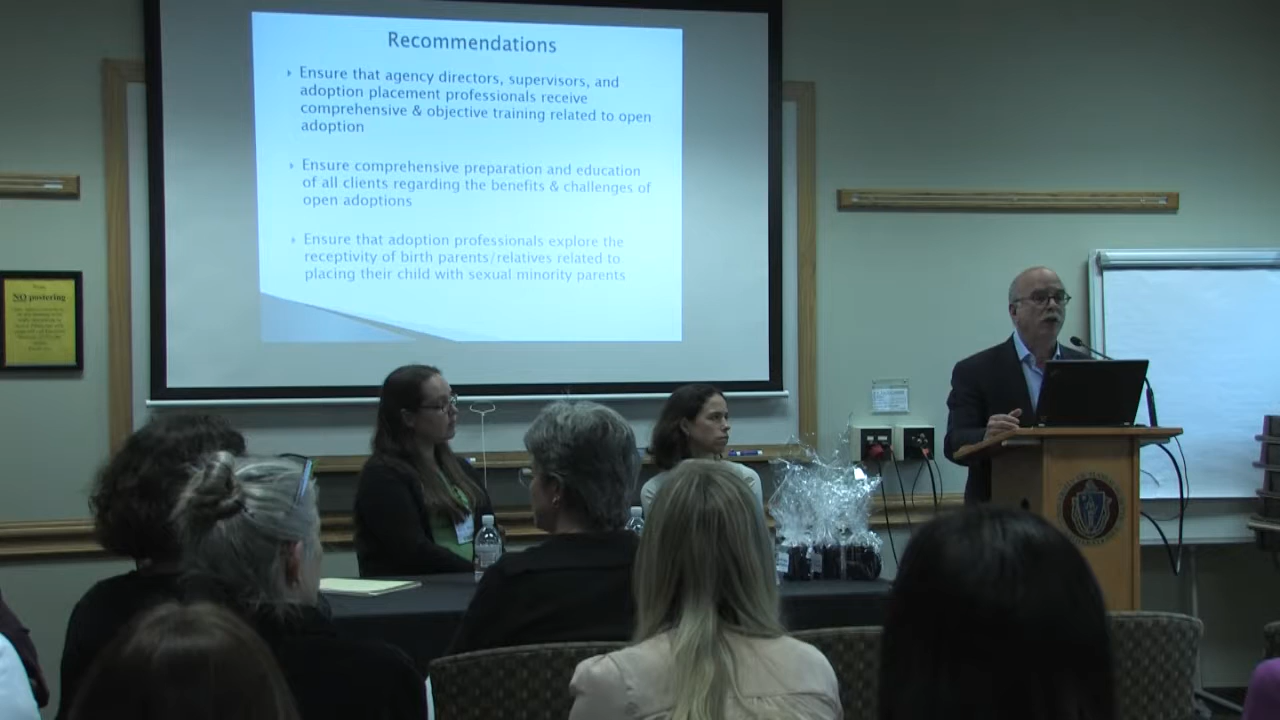 Recommendations
Ensure that agency directors, supervisors, and
adoption placement professionals receive
comprehensive & objective training related to open
adoption
Ensure comprehensive preparation and education
of all clients regarding the benefits & challenges of
open adoptions
Ensure that adoption professionals explore the
receptivity of birth parents/relatives related to
placing their child with sexual minority parents
NO postering